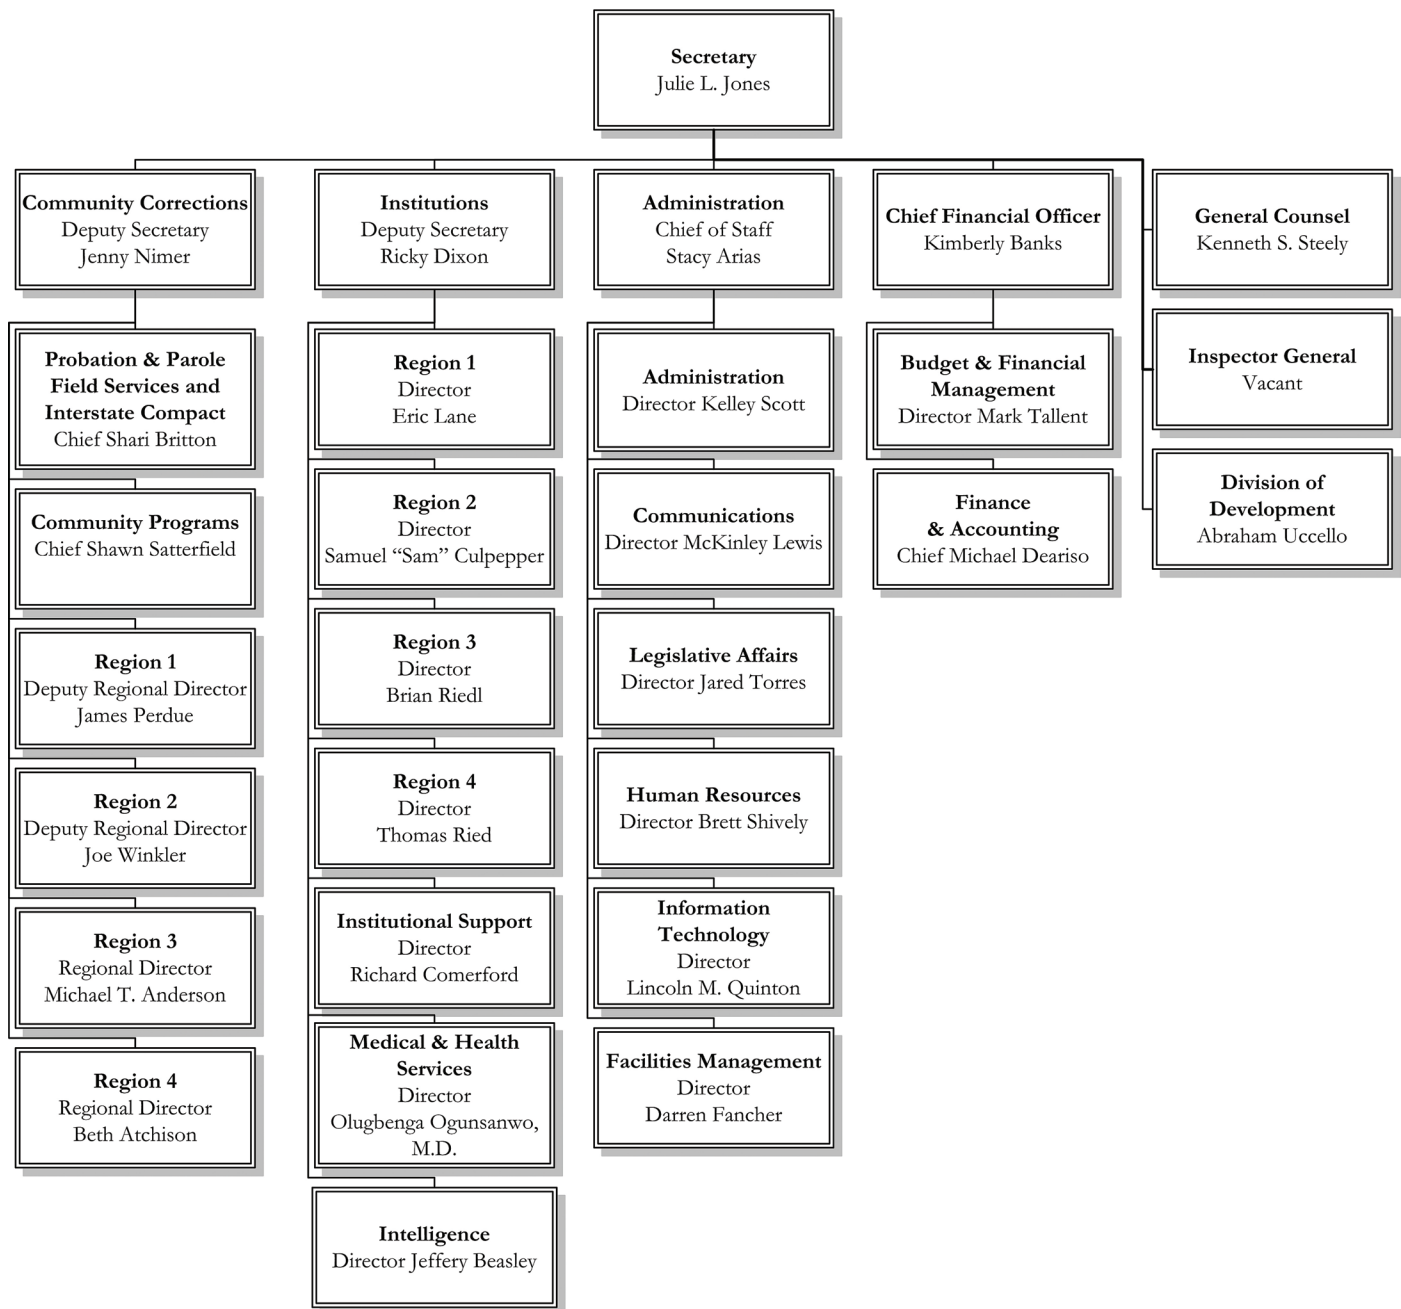 Secretary
Julie L. Jones
Community Corrections
Deputy Secretary
Jenny Nimer
Institutions
Deputy Secretary
Ricky Dixon
Administration
Chief of Staff
Stacy Arias
Chief Financial Officer
Kimberly Banks
General Counsel
Kenneth S. Steely
Probation & Parole
Field Services and
Interstate Compact
Chief Shari Britton
Community Programs
Chief Shawn Satterfield
Region 1
Deputy Regional Director
James Perdue
Region 2
Deputy Regional Director
Joe Winkler
Region 3
Regional Director
Michael T. Anderson
Region 4
Regional Director
Beth Atchison
Region 1
Director
Eric Lane
Region 2
Director
Samuel “Sam” Culpepper
Region 3
Director
Brian Riedl
Region 4
Director
Thomas Ried
Institutional Support
Director
Richard Comerford
Medical & Health
Services
Director
Olugbenga Ogunsanwo,
M.D.
Intelligence
Director Jeffery Beasley
Administration
Director Kelley Scott
Communications
Director McKinley Lewis
Legislative Affairs
Director Jared Torres
Human Resources
Director Brett Shively
Information
Technology
Director
Lincoln M. Quinton
Facilities Management
Director
Darren Fancher
Budget & Financial
Management
Director Mark Tallent
Finance
& Accounting
Chief Michael Deariso
Inspector General
Vacant
Division of
Development
Abraham Uccello